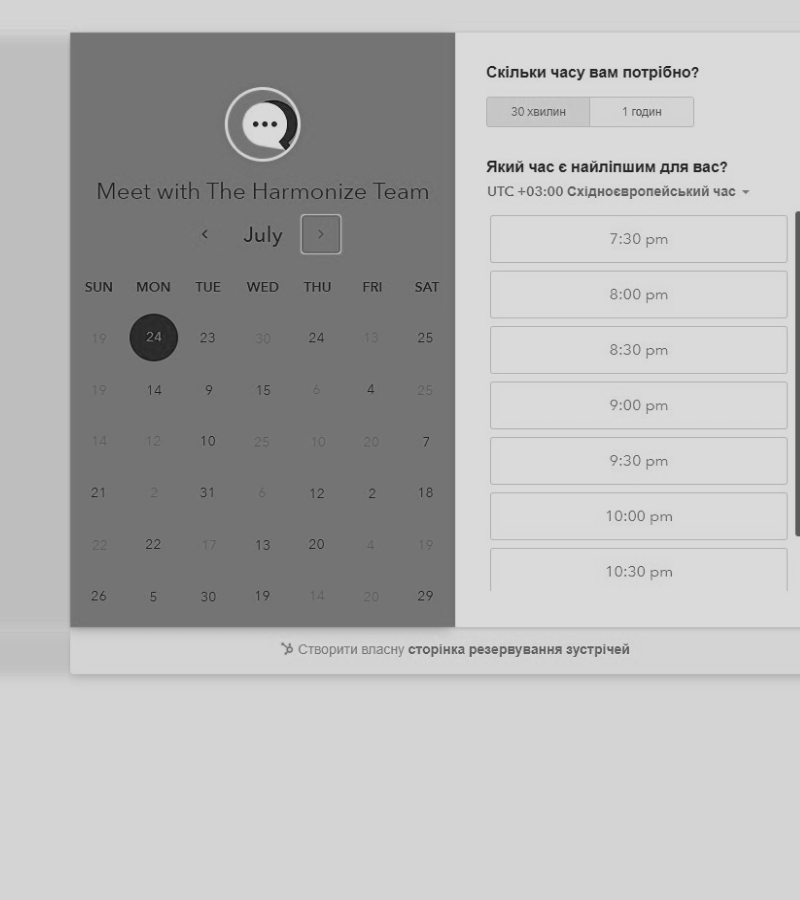 Meet with The Harmonize Team
July
SUN MON TUE WED THU FRI SAT
19 24 23 30 24 13 25
19 14 9 15 6 4 25
14 12 10 25 10 20 7
21 2 31 6 12 2 18
22 22 17 13 20 4 19
26 5 30 19 14 20 29
Скільки часу вам потрібно?
30 хвилин 1 годин
Який час є найліпшим для вас?
UTC +03:00 Східноєвропейський час
7:30 pm
8:00 pm
8:30 pm
9:00 pm
9:30 pm
10:00 pm
10:30 pm
Створити власну сторінка резервування зустрічей